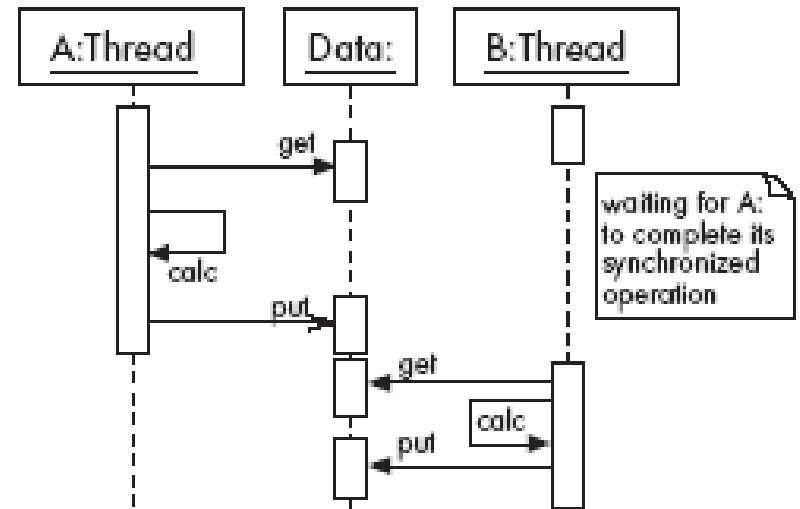 A:Thread
Data:
B:Thread
get
waiting for A:
to complete its
synchronized
operation
calc
put
get
calc
put